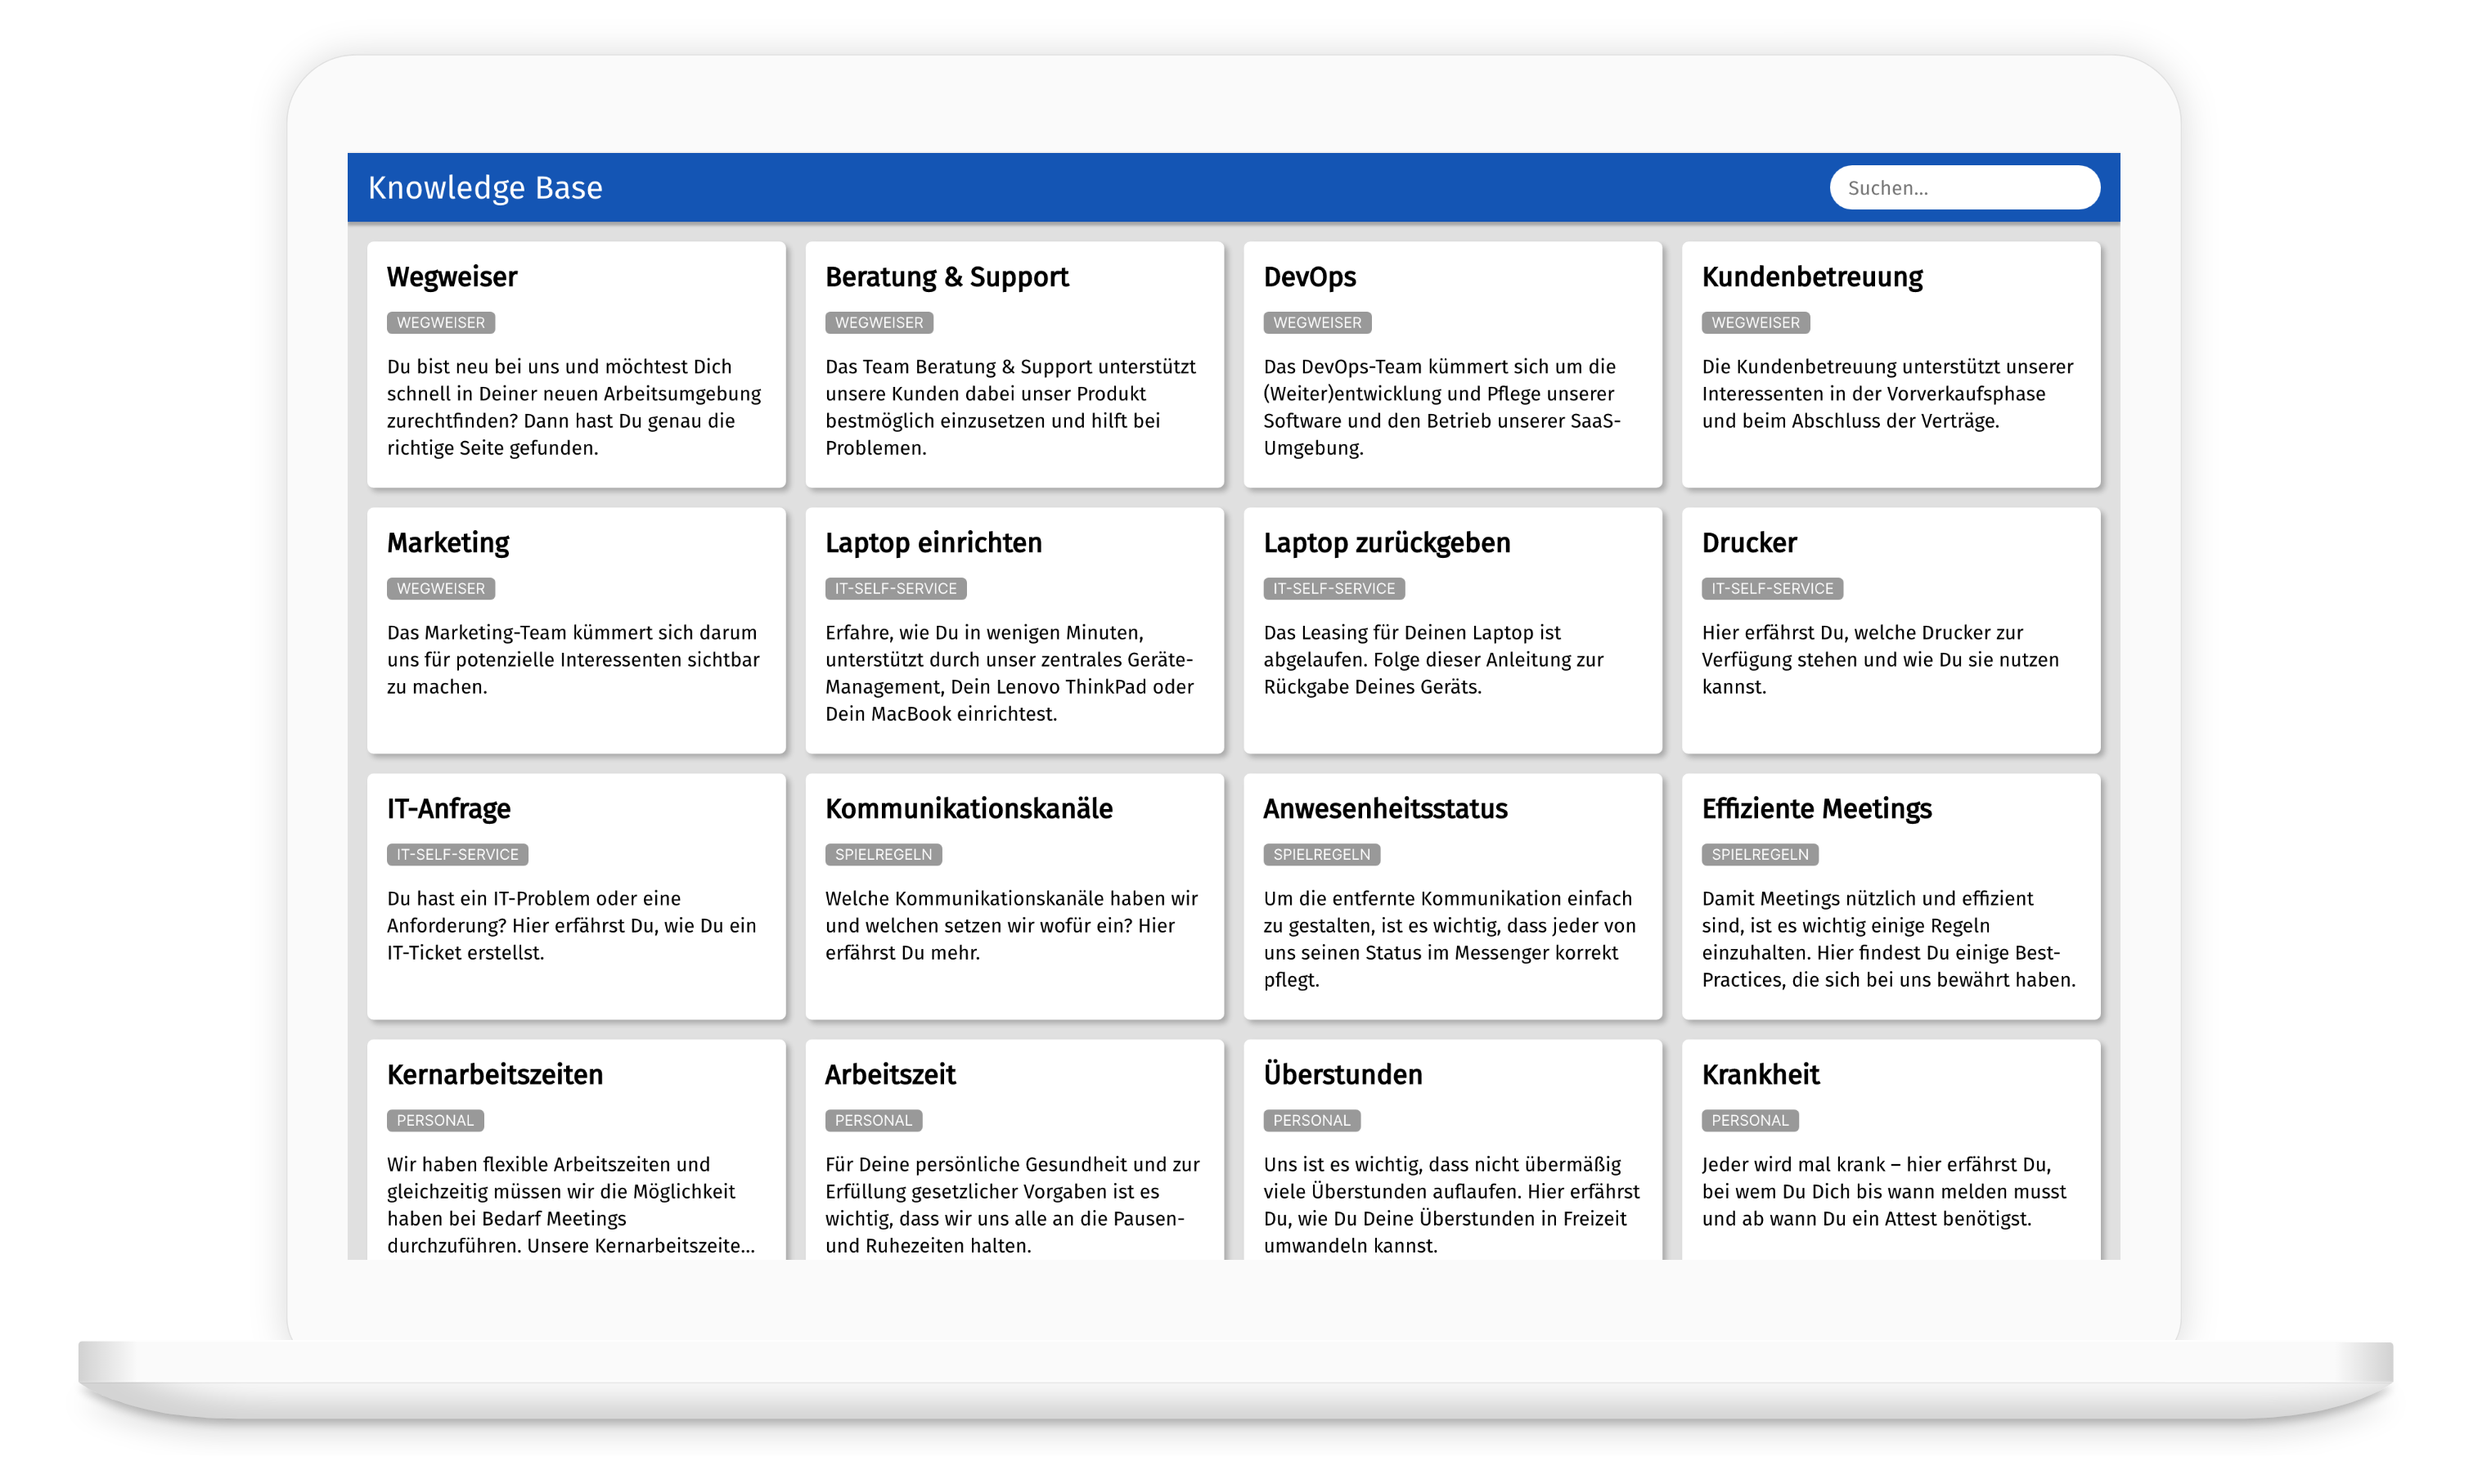 Knowledge Base
Suchen...
Wegweiser
WEGWEISER
Du bist neu bei uns und möchtest Dich
schnell in Deiner neuen Arbeitsumgebung
zurechtfinden? Dann hast Du genau die
richtige Seite gefunden.
Beratung & Support
WEGWEISER
Das Team Beratung & Support unterstützt
unsere Kunden dabei unser Produkt
bestmöglich einzusetzen und hilft bei
Problemen.
DevOps
WEGWEISER
Das DevOps-Team kümmert sich um die
(Weiter)entwicklung und Pflege unserer
Software und den Betrieb unserer SaaS-
Umgebung.
Kundenbetreuung
WEGWEISER
Die Kundenbetreuung unterstützt unserer
Interessenten in der Vorverkaufsphase
und beim Abschluss der Verträge.
Marketing
WEGWEISER
Das Marketing-Team kümmert sich darum
uns für potenzielle Interessenten sichtbar
zu machen.
Laptop einrichten
IT-SELF-SERVICE
Erfahre, wie Du in wenigen Minuten,
unterstützt durch unser zentrales Geräte-
Management, Dein Lenovo ThinkPad oder
Dein MacBook einrichtest.
Laptop zurückgeben
IT-SELF-SERVICE
Das Leasing für Deinen Laptop ist
abgelaufen. Folge dieser Anleitung zur
Rückgabe Deines Geräts.
Drucker
IT-SELF-SERVICE
Hier erfährst Du, welche Drucker zur
Verfügung stehen und wie Du sie nutzen
kannst.
IT-Anfrage
IT-SELF-SERVICE
Du hast ein IT-Problem oder eine
Anforderung? Hier erfährst Du, wie Du ein
IT-Ticket erstellst.
Kommunikationskanäle
SPIELREGELN
Welche Kommunikationskanäle haben wir
und welchen setzen wir wofür ein? Hier
erfährst Du mehr.
Anwesenheitsstatus
SPIELREGELN
Um die entfernte Kommunikation einfach
zu gestalten, ist es wichtig, dass jeder von
uns seinen Status im Messenger korrekt
pflegt.
Effiziente Meetings
SPIELREGELN
Damit Meetings nützlich und effizient
sind, ist es wichtig einige Regeln
einzuhalten. Hier findest Du einige Best-
Practices, die sich bei uns bewährt haben.
Kernarbeitszeiten
PERSONAL
Wir haben flexible Arbeitszeiten und
gleichzeitig müssen wir die Möglichkeit
haben bei Bedarf Meetings
durchzuführen. Unsere Kernarbeitszeite...
Arbeitszeit
PERSONAL
Für Deine persönliche Gesundheit und zur
Erfüllung gesetzlicher Vorgaben ist es
wichtig, dass wir uns alle an die Pausen-
und Ruhezeiten halten.
Überstunden
PERSONAL
Uns ist es wichtig, dass nicht übermäßig
viele Überstunden auflaufen. Hier erfährst
Du, wie Du Deine Überstunden in Freizeit
umwandeln kannst.
Krankheit
PERSONAL
Jeder wird mal krank – hier erfährst Du,
bei wem Du Dich bis wann melden musst
und ab wann Du ein Attest benötigst.